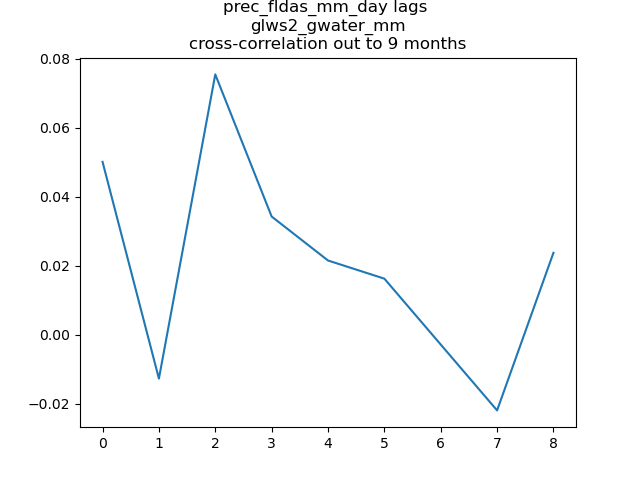 prec_fldas_mm_day lags
glws2_gwater_mm
cross-correlation out to 9 months
0.08
0.06
0.04
0.02
0.00
−0.02
0 1 2 3 4 5 6 7 8